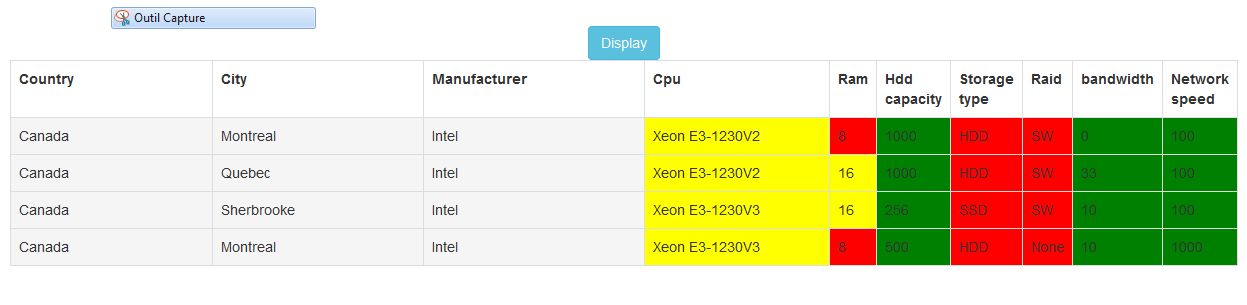 Outil Capture
Display
Country City Manufacturer Cpu Ram Hdd capacity Storage type Raid bandwidth Network speed
Canada Montreal Intel Xeon E3-1230V2 8 1000 HDD SW 0 100
Canada Quebec Intel Xeon E3-1230V2 16 1000 HDD SW 33 100
Canada Sherbrooke Intel Xeon E3-1230V3 16 256 SSD SW 10 100
Canada Montreal Intel Xeon E3-1230V3 8 500 HDD None 10 1000